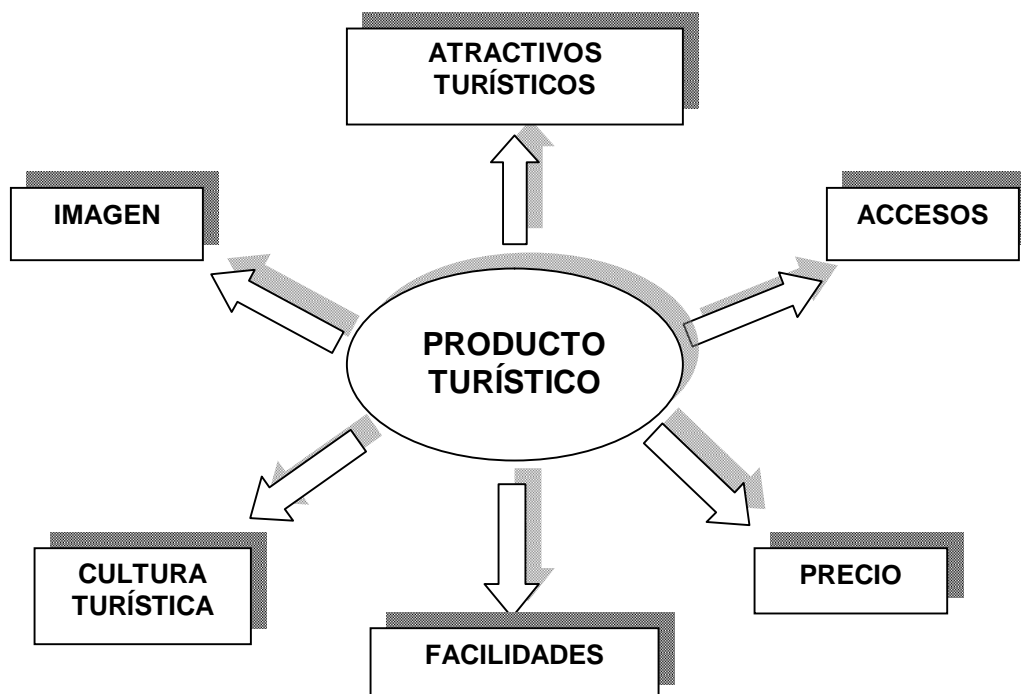 ATRACTIVOS
TURÍSTICOS
IMAGEN
ACCESOS
PRODUCTO
TURÍSTICO
CULTURA
TURÍSTICA
PRECIO
FACILIDADES